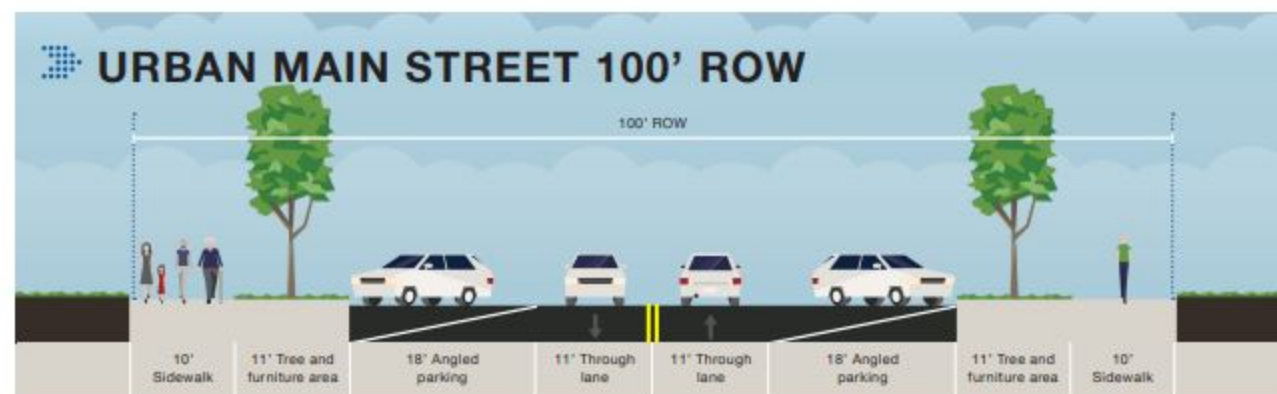 URBAN MAIN STREET 100' ROW
100' ROW
10'
Sidewalk
11' Tree and
furniture area
18' Angled
parking
11' Through
lane
11' Through
lane
18' Angled
parking
11' Tree and
furniture area
10'
Sidewalk